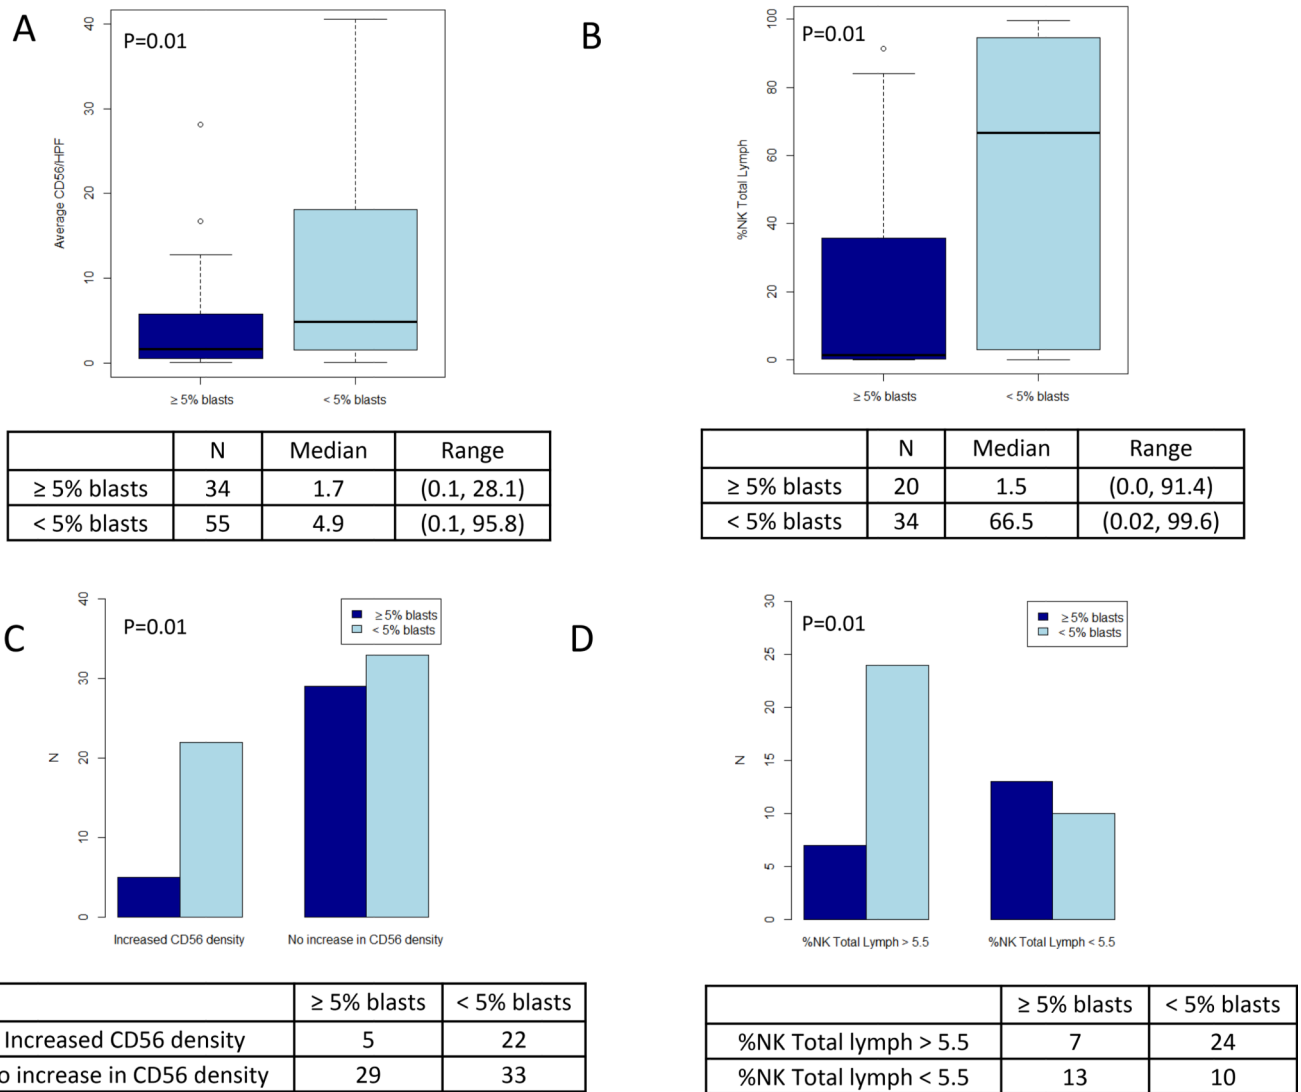 A
P=0.01
Average CD56/HPF
40
30
20
10
0
≥ 5% blasts < 5% blasts
N Median Range
≥ 5% blasts 34 1.7 (0.1, 28.1)
< 5% blasts 55 4.9 (0.1, 95.8)
B
P=0.01
%NK Total Lymph
100
80
60
40
20
0
≥ 5% blasts < 5% blasts
N Median Range
≥ 5% blasts 20 1.5 (0.0, 91.4)
< 5% blasts 34 66.5 (0.02, 99.6)
C
P=0.01
≥ 5% blasts
< 5% blasts
N
40
30
20
10
0
Increased CD56 density No increase in CD56 density
≥ 5% blasts < 5% blasts
Increased CD56 density 5 22
o increase in CD56 density 29 33
D
P=0.01
≥ 5% blasts
< 5% blasts
N
30
25
20
15
10
5
0
%NK Total Lymph > 5.5 %NK Total Lymph < 5.5
≥ 5% blasts < 5% blasts
%NK Total lymph > 5.5 7 24
%NK Total lymph < 5.5 13 10